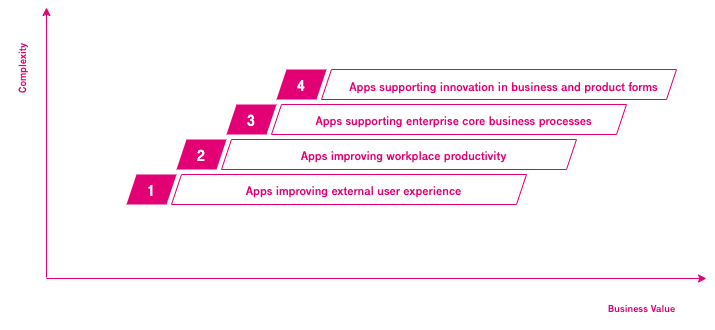 Complexity
4 Apps supporting innovation in business and product forms
3 Apps supporting enterprise core business processes
2 Apps improving workplace productivity
1 Apps improving external user experience
Business Value